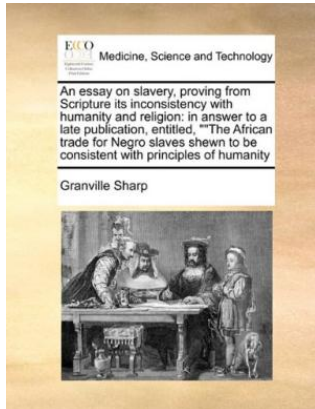 ECCO
Medicine, Science and Technology
An essay on slavery, proving from
Scripture its inconsistency with
humanity and religion: in answer to a
late publication, entitled, ""The African
trade for Negro slaves shewn to be
consistent with principles of humanity
Granville Sharp